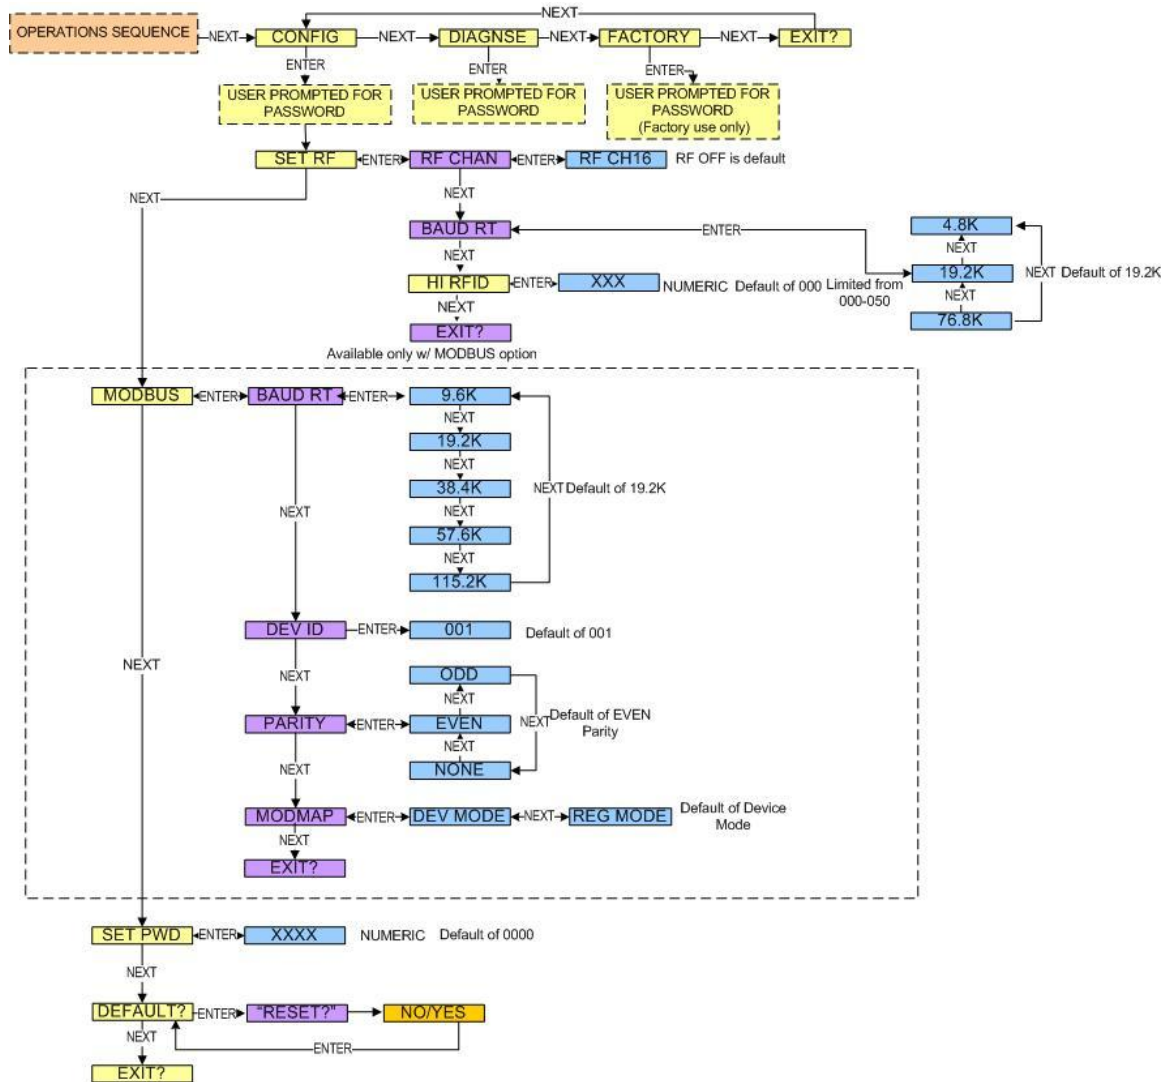 NEXT
OPERATIONS SEQUENCE
NEXT
CONFIG
NEXT
DIAGNSE
NEXT
FACTORY
NEXT
EXIT?
ENTER
ENTER
ENTER
USER PROMPTED FOR
PASSWORD
USER PROMPTED FOR
PASSWORD
USER PROMPTED FOR
PASSWORD
(Factory use only)
SET RF
ENTER
RF CHAN
ENTER
RF CH16
RF OFF is default
NEXT
NEXT
BAUD RT
ENTER
4.8K
NEXT
NEXT
19.2K
NEXT Default of 19.2K
NEXT
76.8K
HI RFID
ENTER
XXX
NUMERIC Default of 000
Limited from
000-050
NEXT
EXIT?
Available only w/ MODBUS option
MODBUS
ENTER
BAUD RT
ENTER
9.6K
NEXT
19.2K
NEXT
38.4K
NEXT Default of 19.2K
NEXT
NEXT
57.6K
NEXT
115.2K
DEV ID
ENTER
001
Default of 001
NEXT
NEXT
ODD
NEXT
PARITY
ENTER
EVEN
NEXT
Default of EVEN
Parity
NEXT
NEXT
NONE
MODMAP
ENTER
DEV MODE
NEXT
REG MODE
Default of Device
Mode
NEXT
EXIT?
SET PWD
ENTER
XXXX
NUMERIC
Default of 0000
NEXT
DEFAULT?
ENTER
"RESET?"
NO/YES
NEXT
ENTER
EXIT?